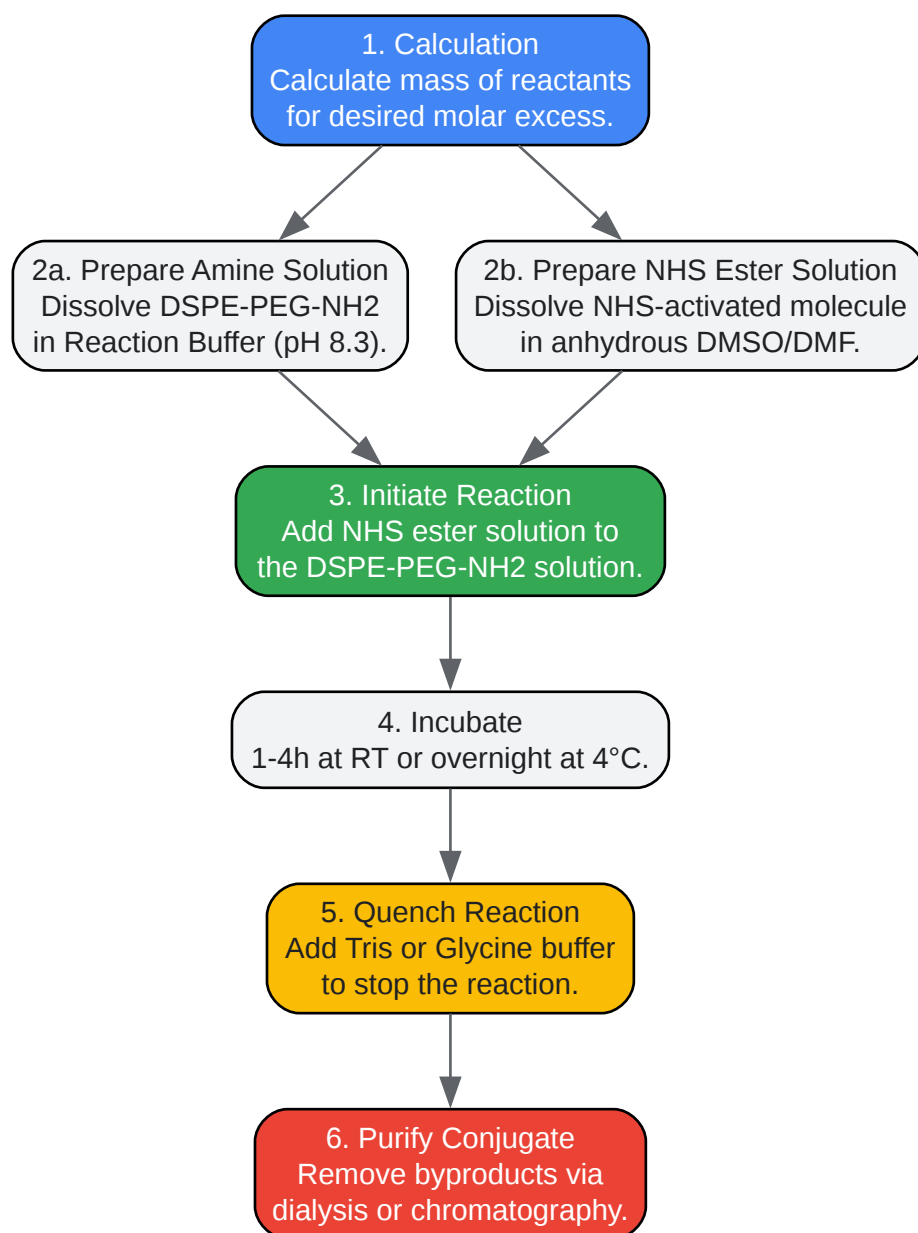 1. Calculation
Calculate mass of reactants
for desired molar excess.
2a. Prepare Amine Solution
Dissolve DSPE-PEG-NH2
in Reaction Buffer (pH 8.3).
2b. Prepare NHS Ester Solution
Dissolve NHS-activated molecule
in anhydrous DMSO/DMF.
3. Initiate Reaction
Add NHS ester solution to
the DSPE-PEG-NH2 solution.
4. Incubate
1-4h at RT or overnight at 4°C.
5. Quench Reaction
Add Tris or Glycine buffer
to stop the reaction.
6. Purify Conjugate
Remove byproducts via
dialysis or chromatography.